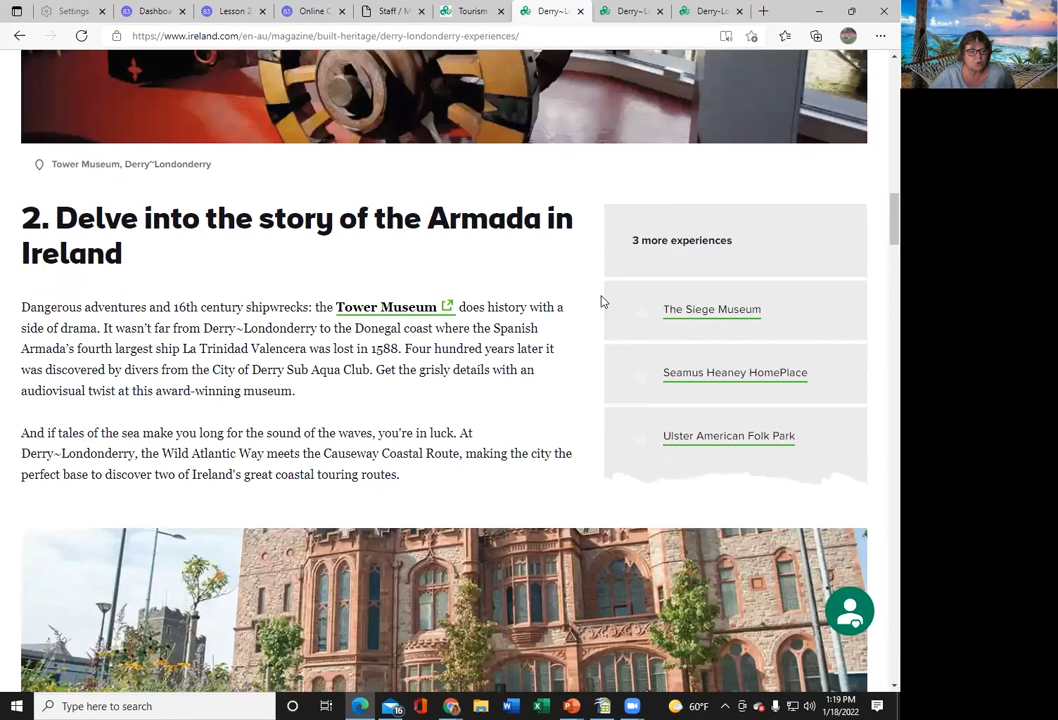 Settings
Dashboa
Lesson 2
Online C
Staff / M
Tourism
Derry~Lo
Derry~L
Derry-Lo
https://www.ireland.com/en-au/magazine/built-heritage/derry-londonderry-experiences/
Tower Museum, Derry~Londonderry
2. Delve into the story of the Armada in
Ireland
Dangerous adventures and 16th century shipwrecks: the Tower Museum does history with a
side of drama. It wasn't far from Derry~Londonderry to the Donegal coast where the Spanish
Armada's fourth largest ship La Trinidad Valencera was lost in 1588. Four hundred years later it
was discovered by divers from the City of Derry Sub Aqua Club. Get the grisly details with an
audiovisual twist at this award-winning museum.
And if tales of the sea make you long for the sound of the waves, you're in luck. At
Derry~Londonderry, the Wild Atlantic Way meets the Causeway Coastal Route, making the city the
perfect base to discover two of Ireland's great coastal touring routes.
3 more experiences
The Siege Museum
Seamus Heaney HomePlace
Ulster American Folk Park
Type here to search
16
60°F
1:19 PM
1/18/2022